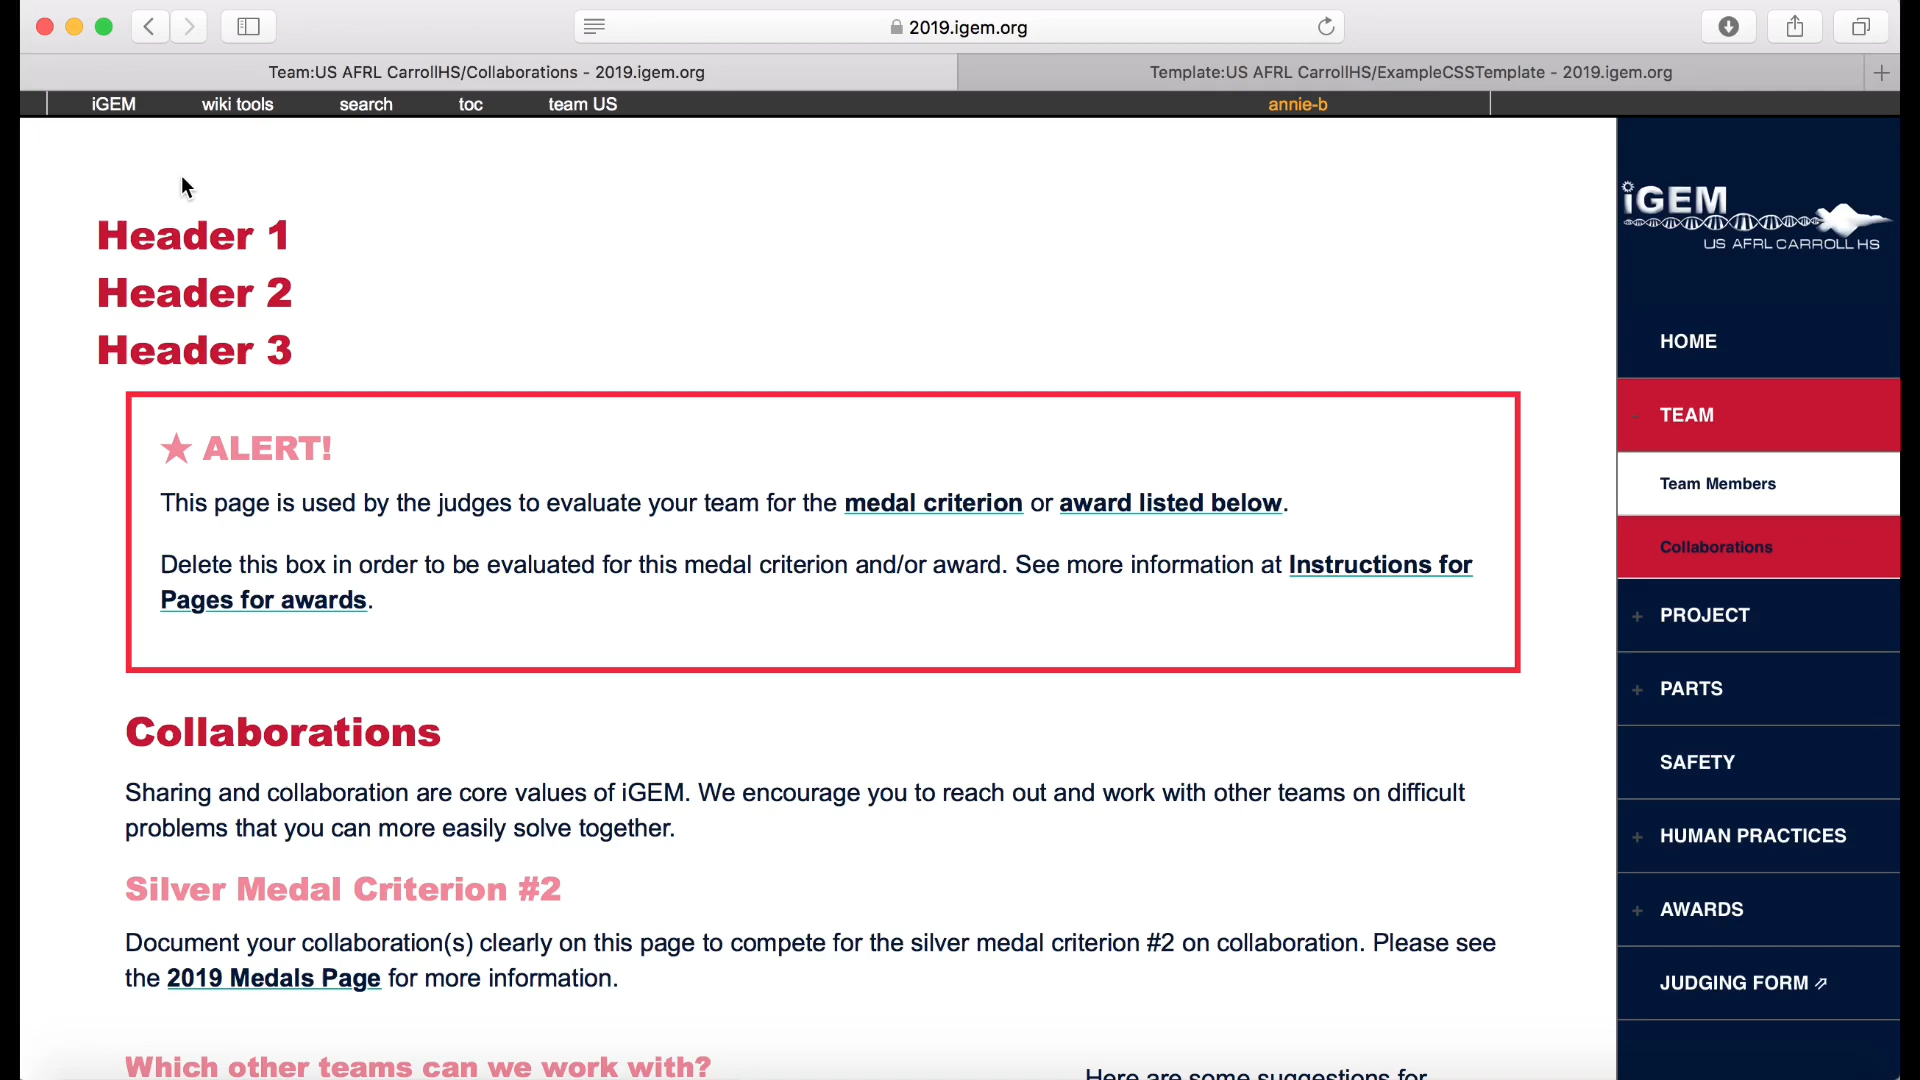 2019.igem.org
Team:US AFRL CarrollHS/Collaborations - 2019.igem.org
Template:US AFRL CarrollHS/ExampleCSSTemplate - 2019.igem.org
iGEM wiki tools search toc team US annie-b
Header 1
Header 2
Header 3
★ ALERT!
This page is used by the judges to evaluate your team for the medal criterion or award listed below.
Delete this box in order to be evaluated for this medal criterion and/or award. See more information at Instructions for
Pages for awards.
Collaborations
Sharing and collaboration are core values of iGEM. We encourage you to reach out and work with other teams on difficult
problems that you can more easily solve together.
Silver Medal Criterion #2
Document your collaboration(s) clearly on this page to compete for the silver medal criterion #2 on collaboration. Please see
the 2019 Medals Page for more information.
Which other teams can we work with?
Here are some suggestions for
iGEM
US AFRL CARROLL HS
HOME
- TEAM
Team Members
Collaborations
+ PROJECT
+ PARTS
SAFETY
+ HUMAN PRACTICES
+ AWARDS
JUDGING FORM ⇗